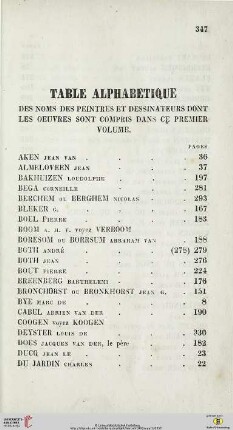 347
TABLE ALPHABETIQUE
DES NOMS DES PEINTRES ET DESSINATEURS DONT
LES OEUVRES SONT COMPRIS DANS CE PREMIER
VOLUME.
PAGES
AKEN JEAN VAN . . . . 36
ALMELOVEEN JEAN . . . 37
BAKHUIZEN LOUDOLPHE . . . 197
BEGA CORNEILLE . . . 281
BERCHEM ou BERGHEM NICOLAS . . 293
BLEKER G. . . . . 167
BOEL PIERRE . . . . 183
BOOM A. H. V. voyez VERBOOM
BORESOM ou BORRSUM ABRAHAM VAN . 188
BOTH ANDRÉ . . . (275) 279
BOTH JEAN . . . . 273
BOUT PIERRE . . . . 224
BREENBERG BARTHELEMI . . . 176
BRONCHORST ou BRONKHORST JEAN G. . 151
BYE MARC DE . . . . 8
CABUL ADRIEN VAN DER . . . 190
COOGEN voyez KOOGEN
DEYSTER LOUIS DE . . . 330
DOES JACQUES VAN DER, le père . . 182
DUCQ JEAN LE . . . . 23
DU JARDIN CHARLES . . . 22